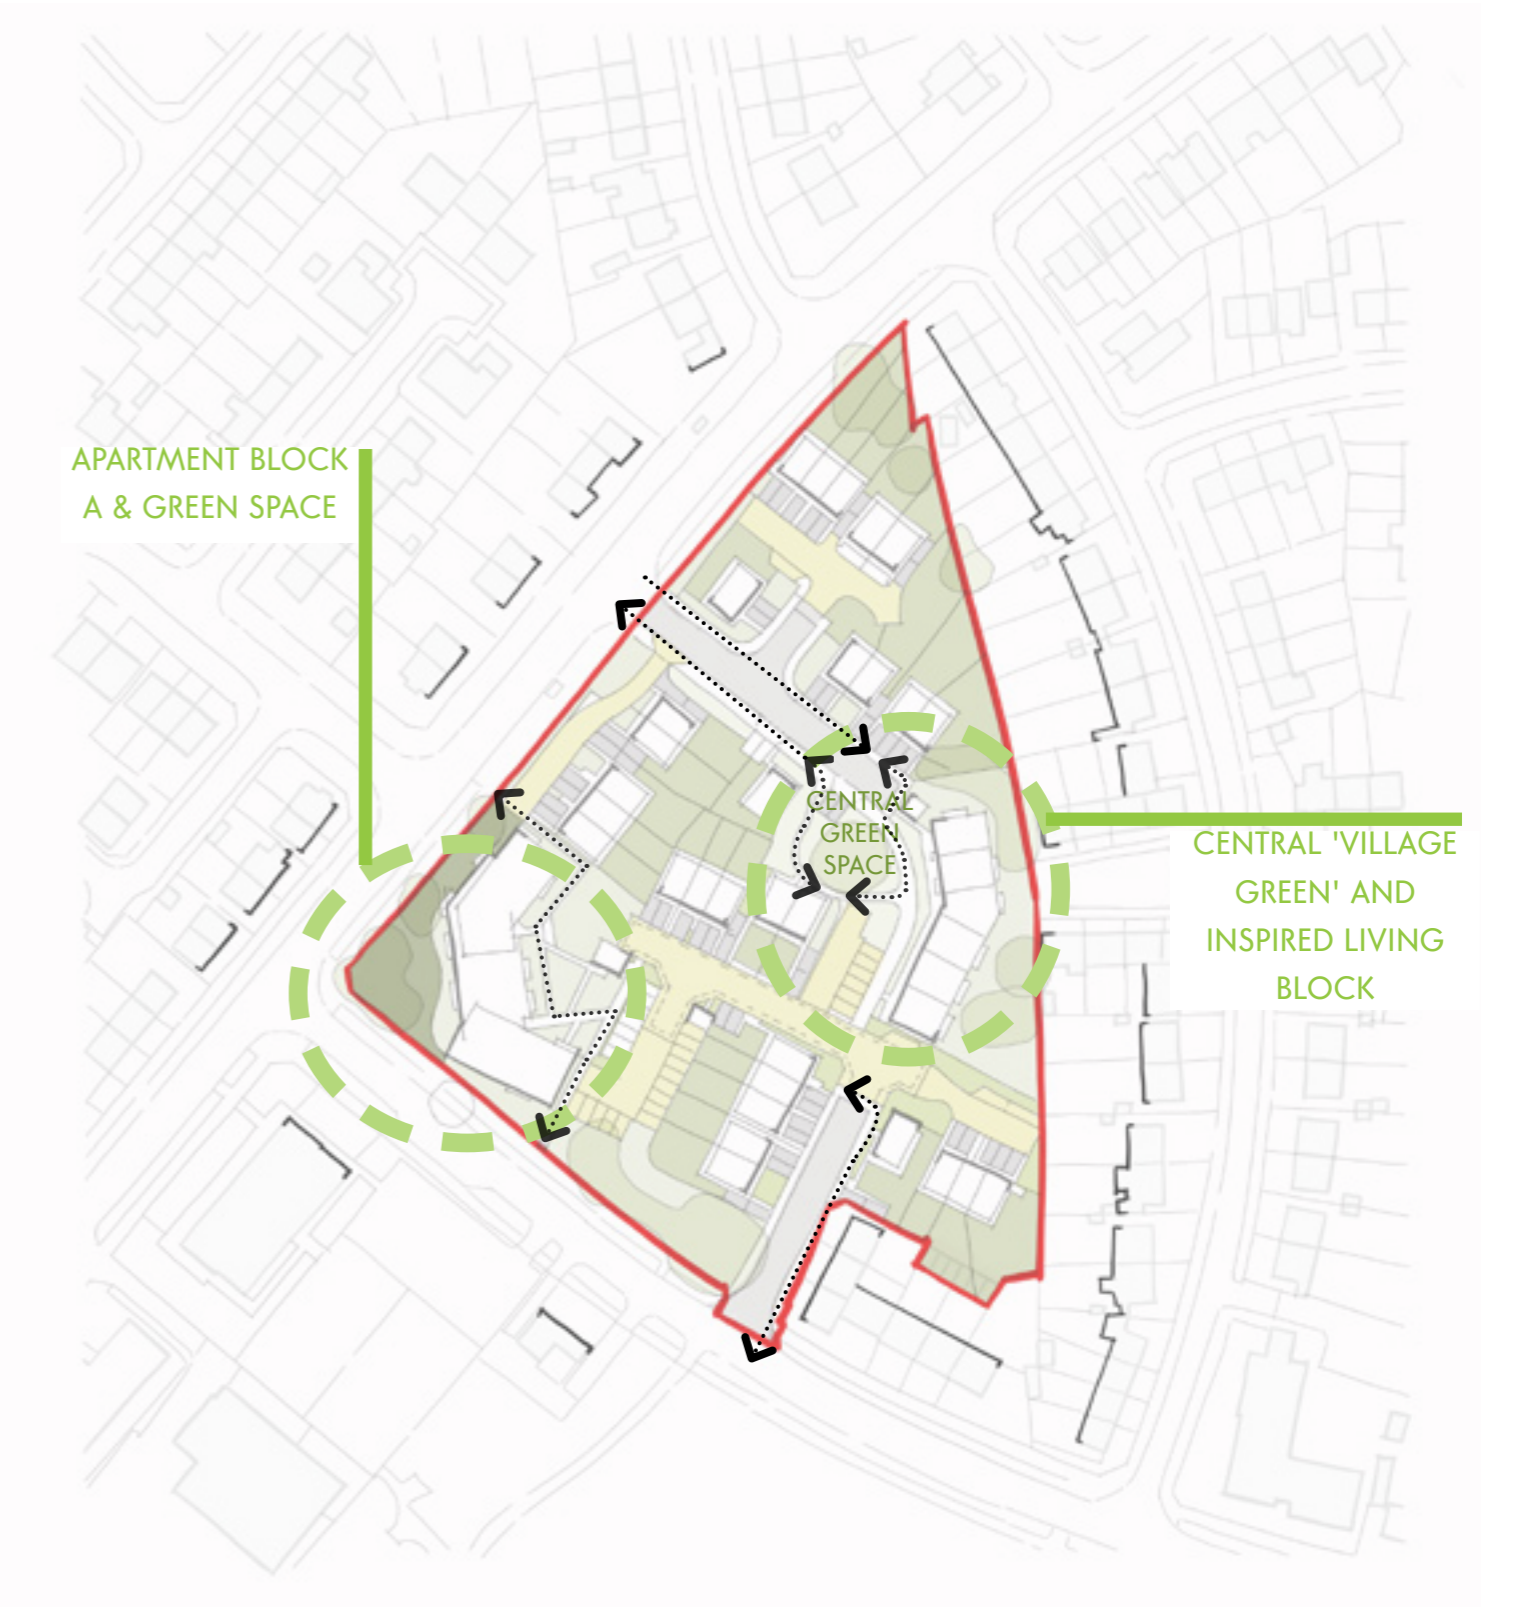 APARTMENT BLOCK
A & GREEN SPACE
CENTRAL
GREEN
SPACE
CENTRAL 'VILLAGE
GREEN' AND
INSPIRED LIVING
BLOCK